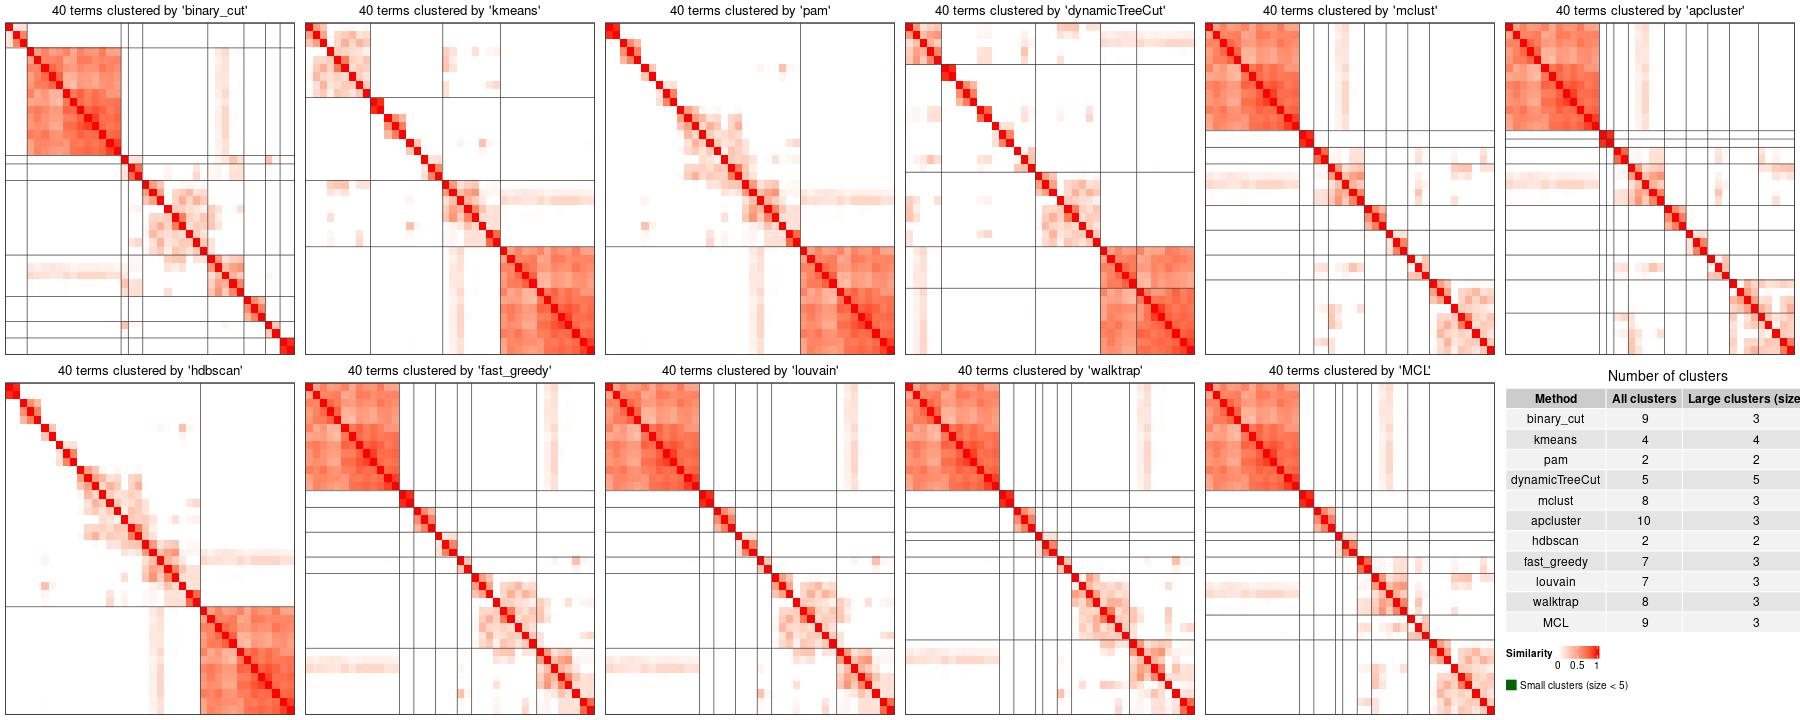 40 terms clustered by 'binary_cut'
40 terms clustered by 'kmeans'
40 terms clustered by 'pam'
40 terms clustered by 'dynamicTreeCut'
40 terms clustered by 'mclust'
40 terms clustered by 'apcluster'
40 terms clustered by 'hdbscan'
40 terms clustered by 'fast_greedy'
40 terms clustered by 'louvain'
40 terms clustered by 'walktrap'
40 terms clustered by 'MCL'
Number of clusters
Method All clusters Large clusters (size
binary_cut 9 3
kmeans 4 4
pam 2 2
dynamicTreeCut 5 5
mclust 8 3
apcluster 10 3
hdbscan 2 2
fast_greedy 7 3
louvain 7 3
walktrap 8 3
MCL 9 3
Similarity
0 0.5 1
Small clusters (size < 5)